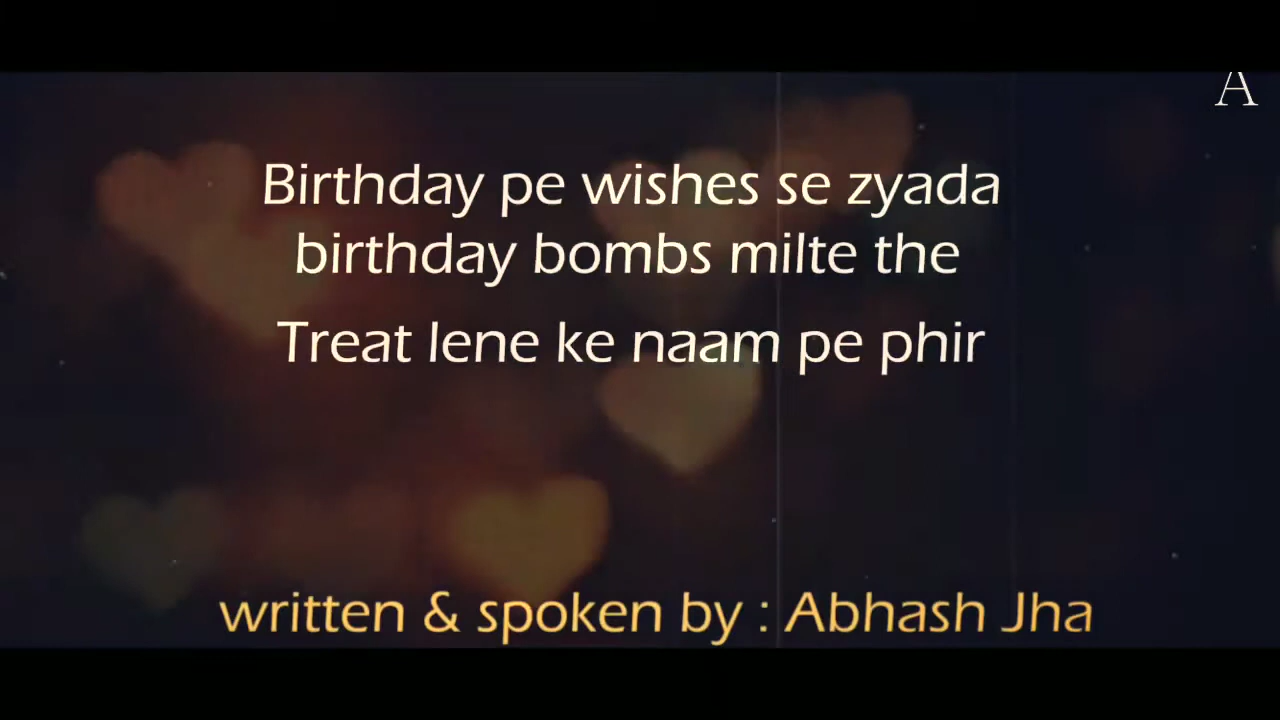 A
Birthday pe wishes se zyada
birthday bombs milte the
Treat lene ke naam pe phir
written & spoken by : Abhash Jha